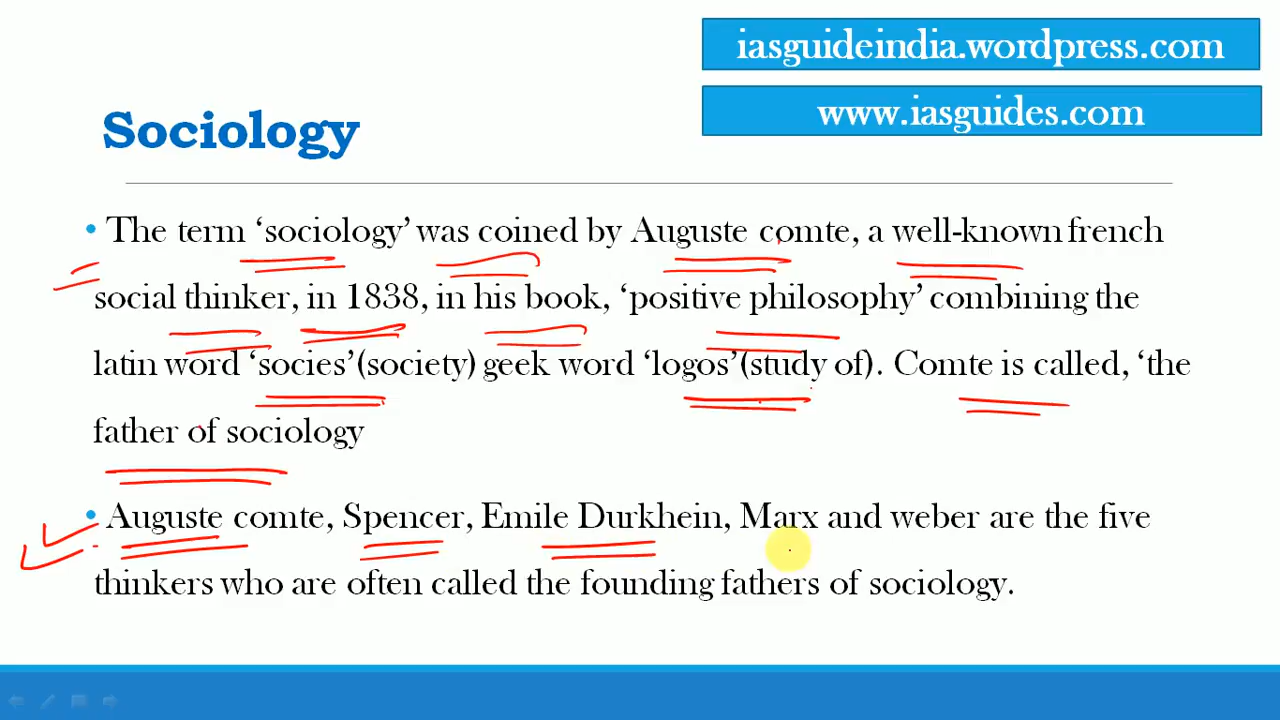 iasguideindia.wordpress.com
www.iasguides.com
Sociology
• The term ‘sociology’ was coined by Auguste comte, a well-known french
social thinker, in 1838, in his book, ‘positive philosophy’ combining the
latin word ‘socies’(society) geek word ‘logos’(study of). Comte is called, ‘the
father of sociology
• Auguste comte, Spencer, Emile Durkhein, Marx and weber are the five
thinkers who are often called the founding fathers of sociology.